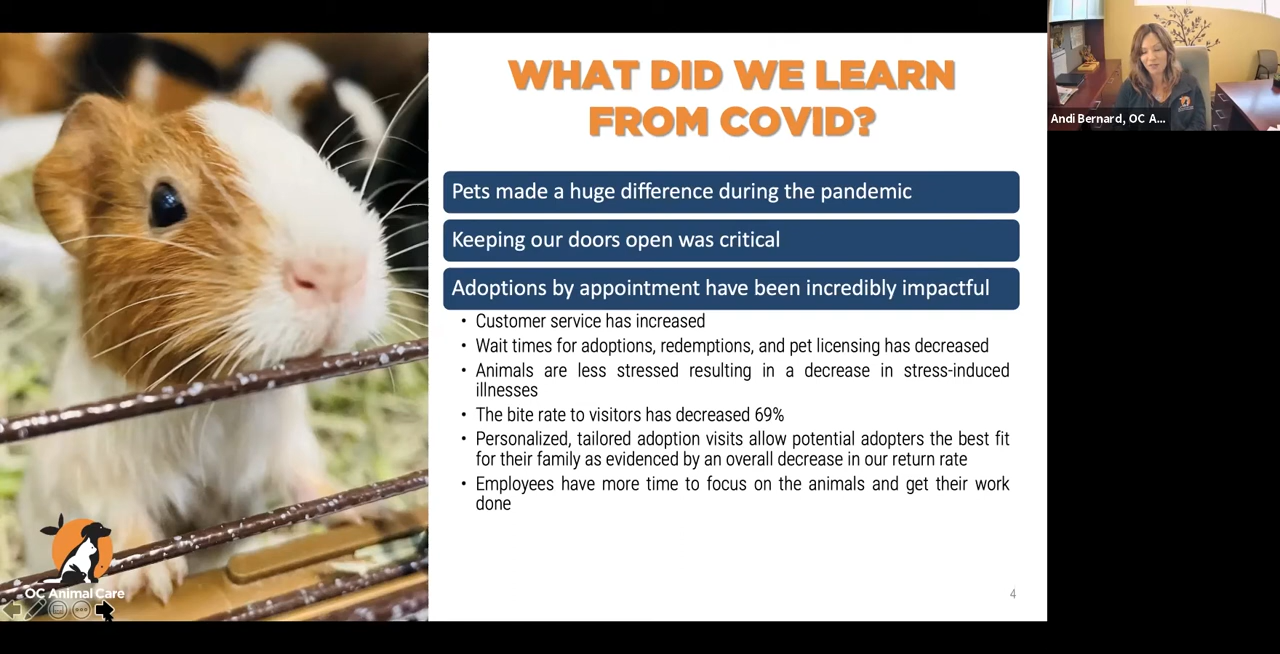 WHAT DID WE LEARN
FROM COVID?
Pets made a huge difference during the pandemic
Keeping our doors open was critical
Adoptions by appointment have been incredibly impactful
• Customer service has increased
• Wait times for adoptions, redemptions, and pet licensing has decreased
• Animals are less stressed resulting in a decrease in stress-induced
illnesses
• The bite rate to visitors has decreased 69%
• Personalized, tailored adoption visits allow potential adopters the best fit
for their family as evidenced by an overall decrease in our return rate
• Employees have more time to focus on the animals and get their work
done
4
OC Animal Care
Andi Bernard, OC A...